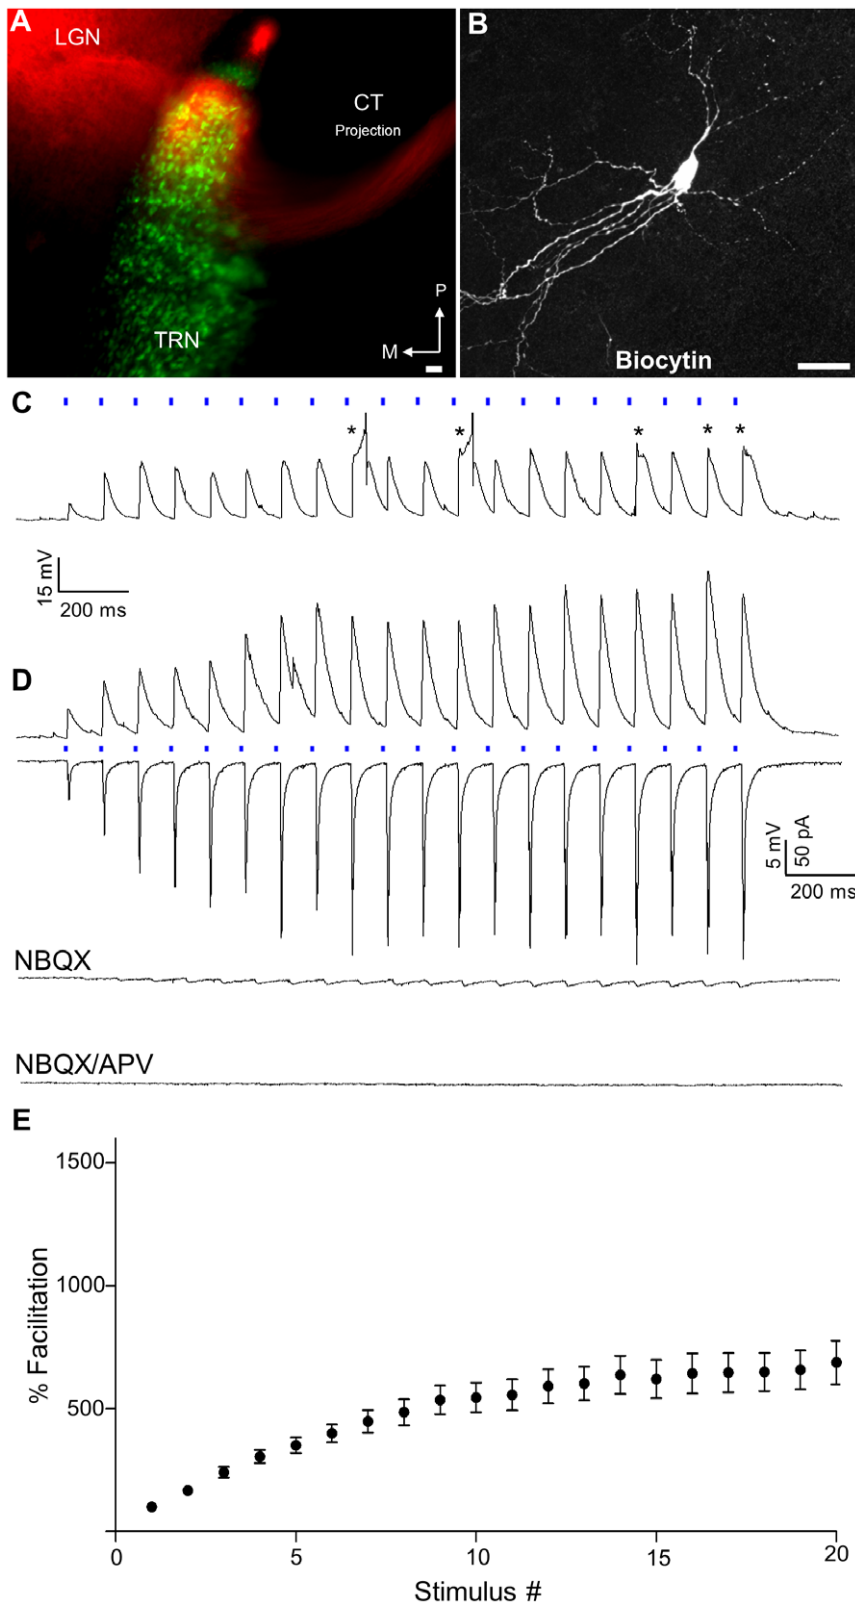 A
LGN
CT
Projection
TRN
P
M
B
Biocytin
C
* * * * *
15 mV
200 ms
D
5 mV
50 pA
200 ms
NBQX
NBQX/APV
E
1500
1000
500
% Facilitation
0 5 10 15 20
Stimulus #